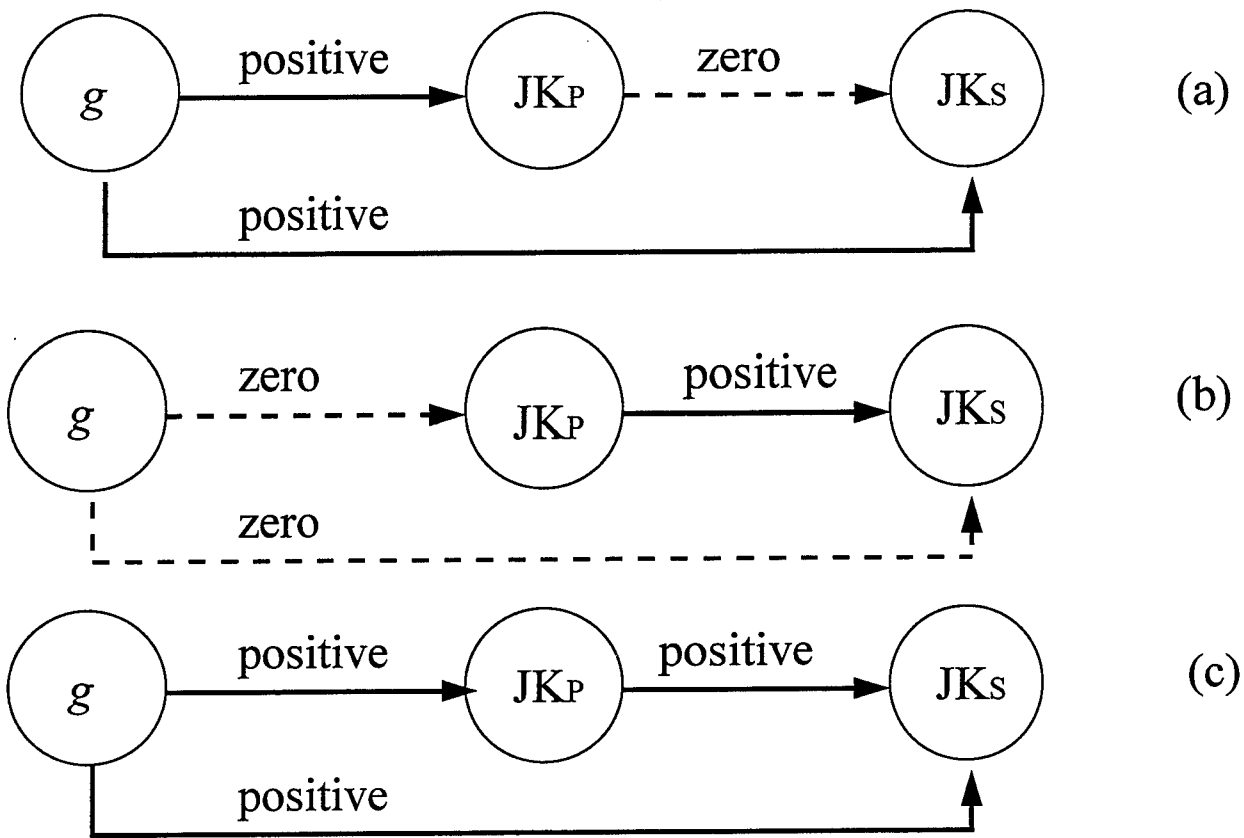 positive zero
g JKP JKS (a)
positive
zero positive
g JKP JKS (b)
zero
positive positive
g JKP JKS (c)
positive